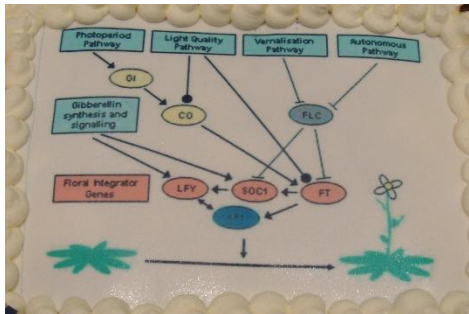 Photoperiod
Pathway
Light Quality
Pathway
Vernalisation
Pathway
Autonomous
Pathway
GI
CO
FLC
Gibberellin
synthesis and
signalling
Floral Integrator
Genes
LFY
SOC1
FT
AP1